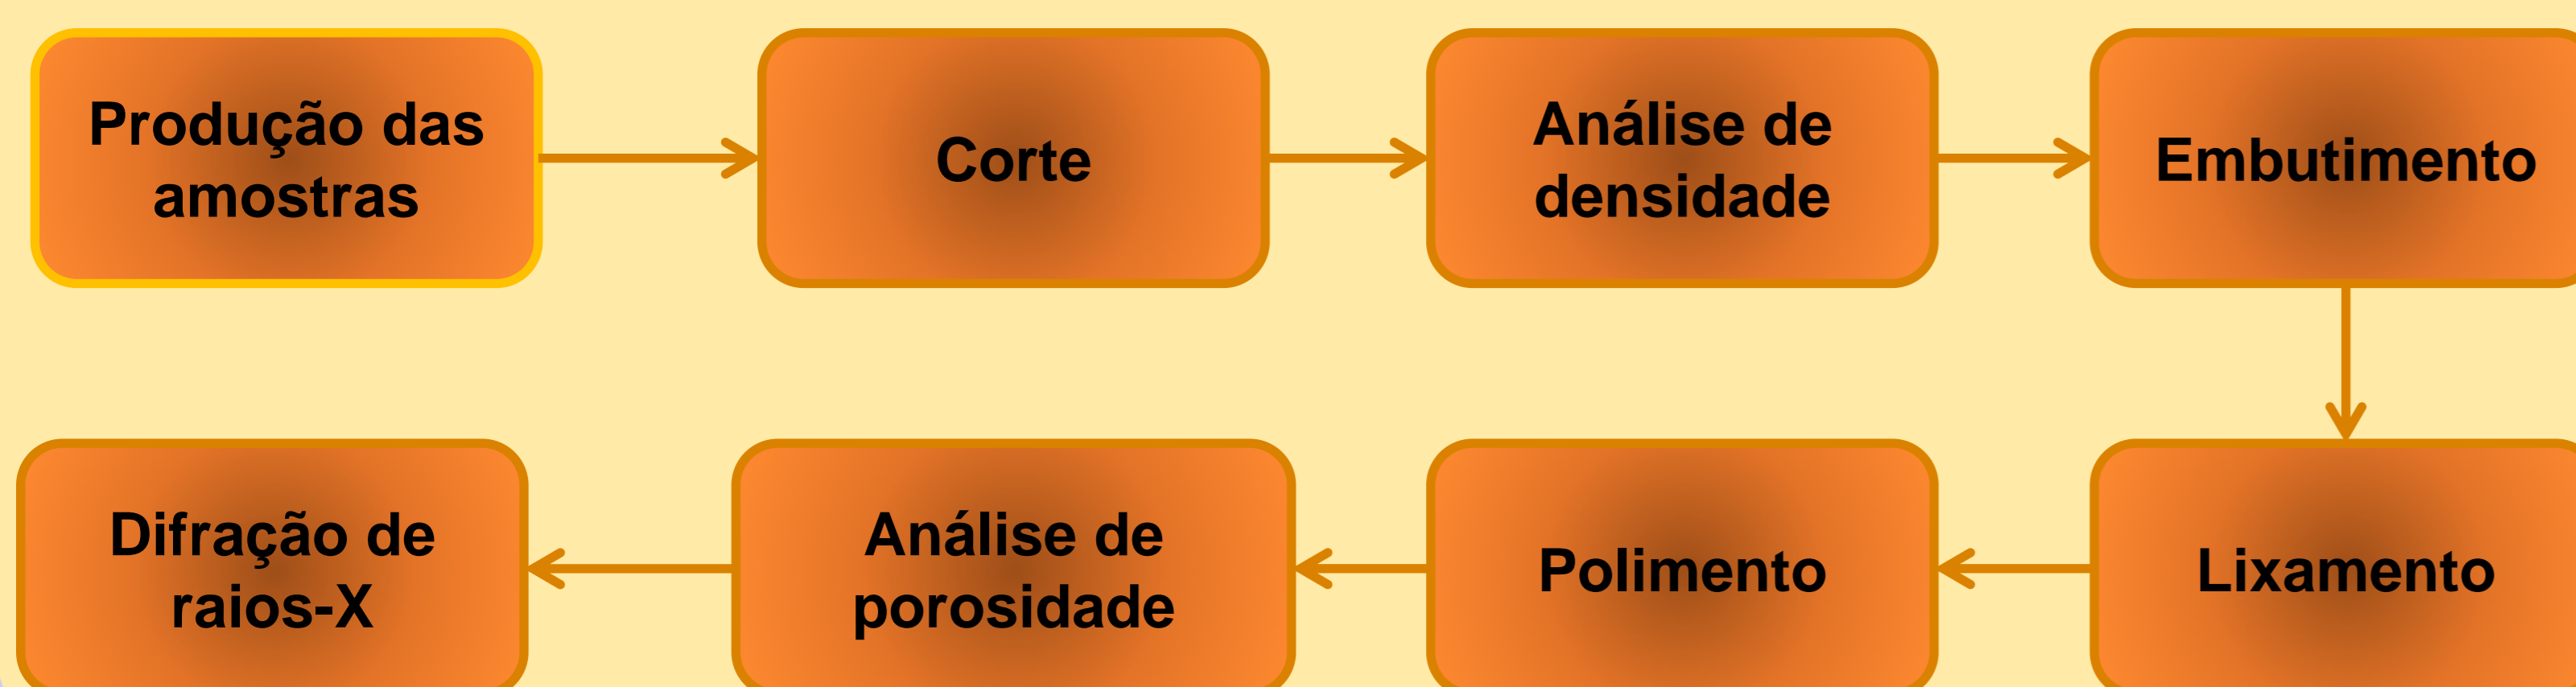 Produção das
amostras
Corte
Análise de
densidade
Embutimento
Difração de
raios-X
Análise de
porosidade
Polimento
Lixamento